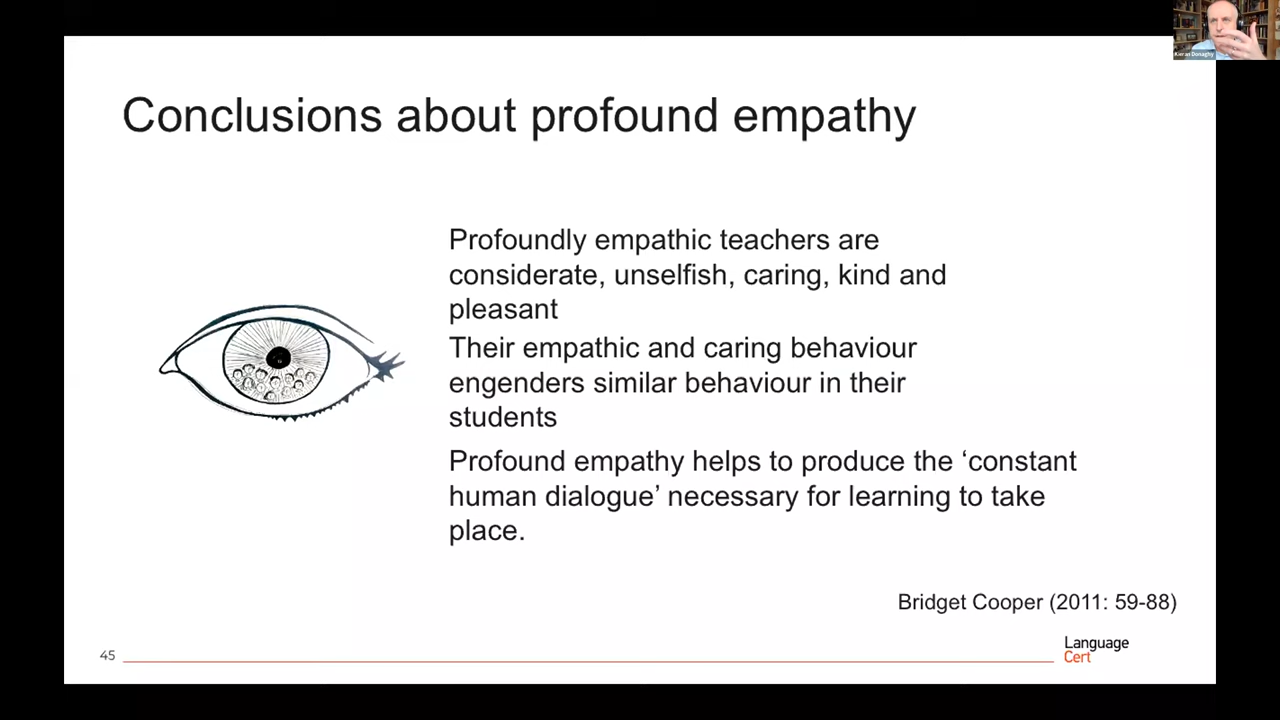 Kieran Donaghy
Conclusions about profound empathy
Profoundly empathic teachers are
considerate, unselfish, caring, kind and
pleasant
Their empathic and caring behaviour
engenders similar behaviour in their
students
Profound empathy helps to produce the ‘constant
human dialogue’ necessary for learning to take
place.
Bridget Cooper (2011: 59-88)
45
Language
Cert